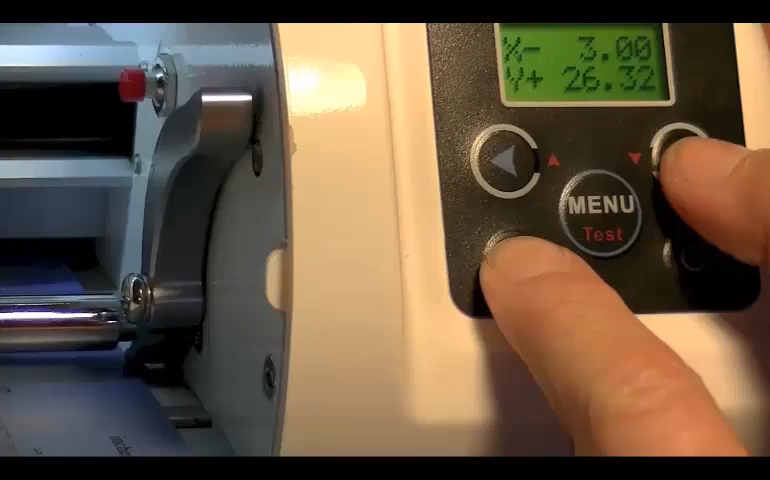 X- 3.00
Y+ 26.32
MENU
Test